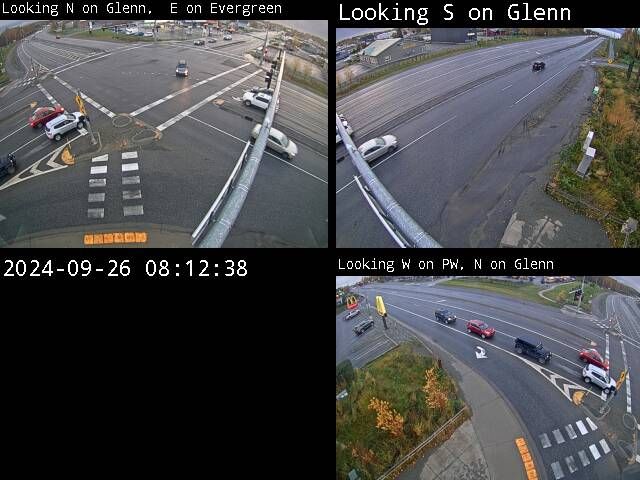 Looking N on Glenn,  E on Evergreen
Looking S on Glenn
2024-09-26 08:12:38
Looking W on PW, N on Glenn